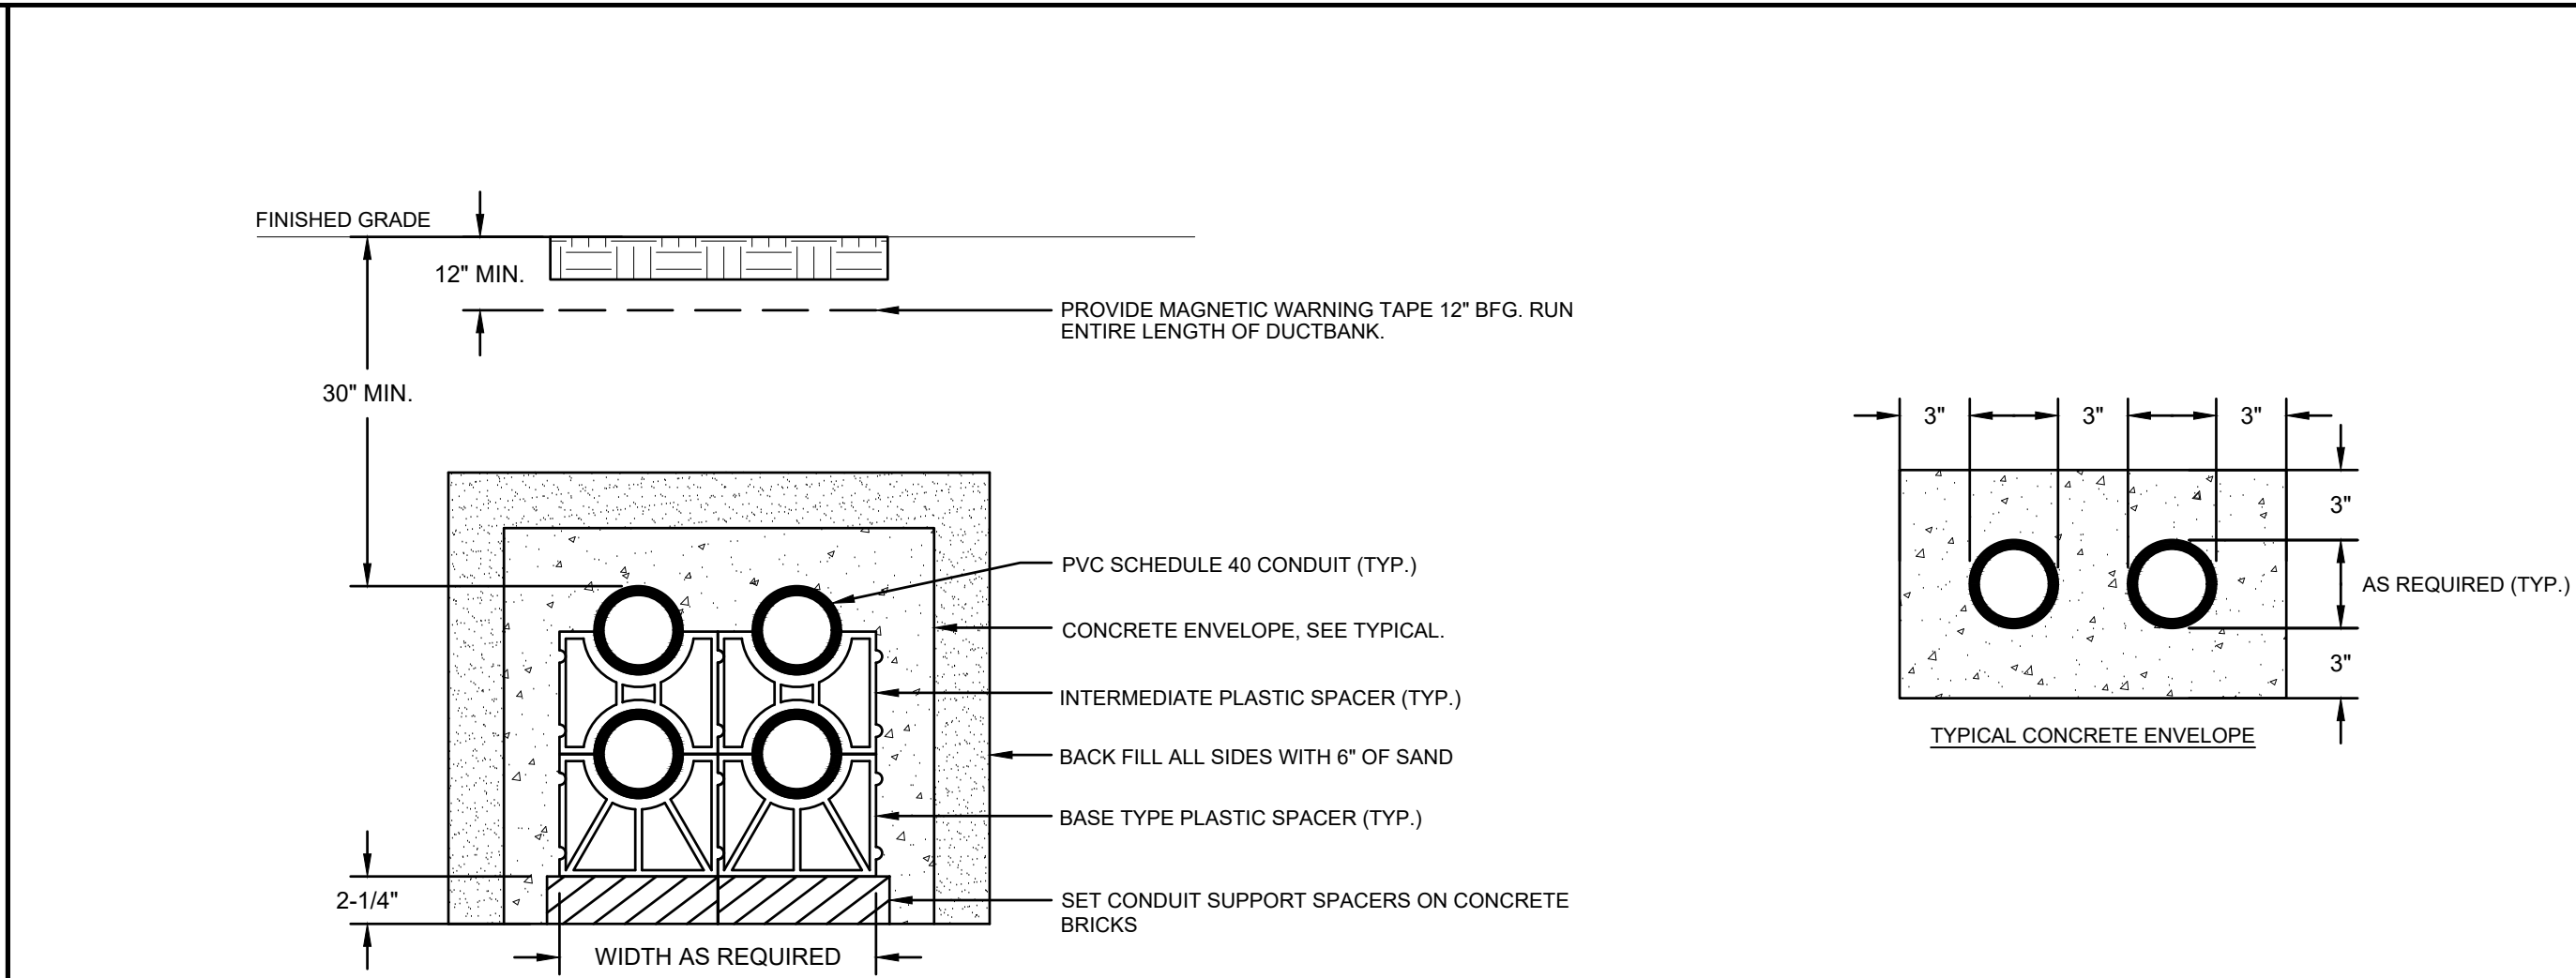 FINISHED GRADE
12" MIN.
PROVIDE MAGNETIC WARNING TAPE 12" BFG. RUN
ENTIRE LENGTH OF DUCTBANK.
30" MIN.
PVC SCHEDULE 40 CONDUIT (TYP.)
CONCRETE ENVELOPE, SEE TYPICAL.
INTERMEDIATE PLASTIC SPACER (TYP.)
BACK FILL ALL SIDES WITH 6" OF SAND
BASE TYPE PLASTIC SPACER (TYP.)
2-1/4"
SET CONDUIT SUPPORT SPACERS ON CONCRETE
BRICKS
WIDTH AS REQUIRED
3" 3" 3"
3"
AS REQUIRED (TYP.)
3"
TYPICAL CONCRETE ENVELOPE